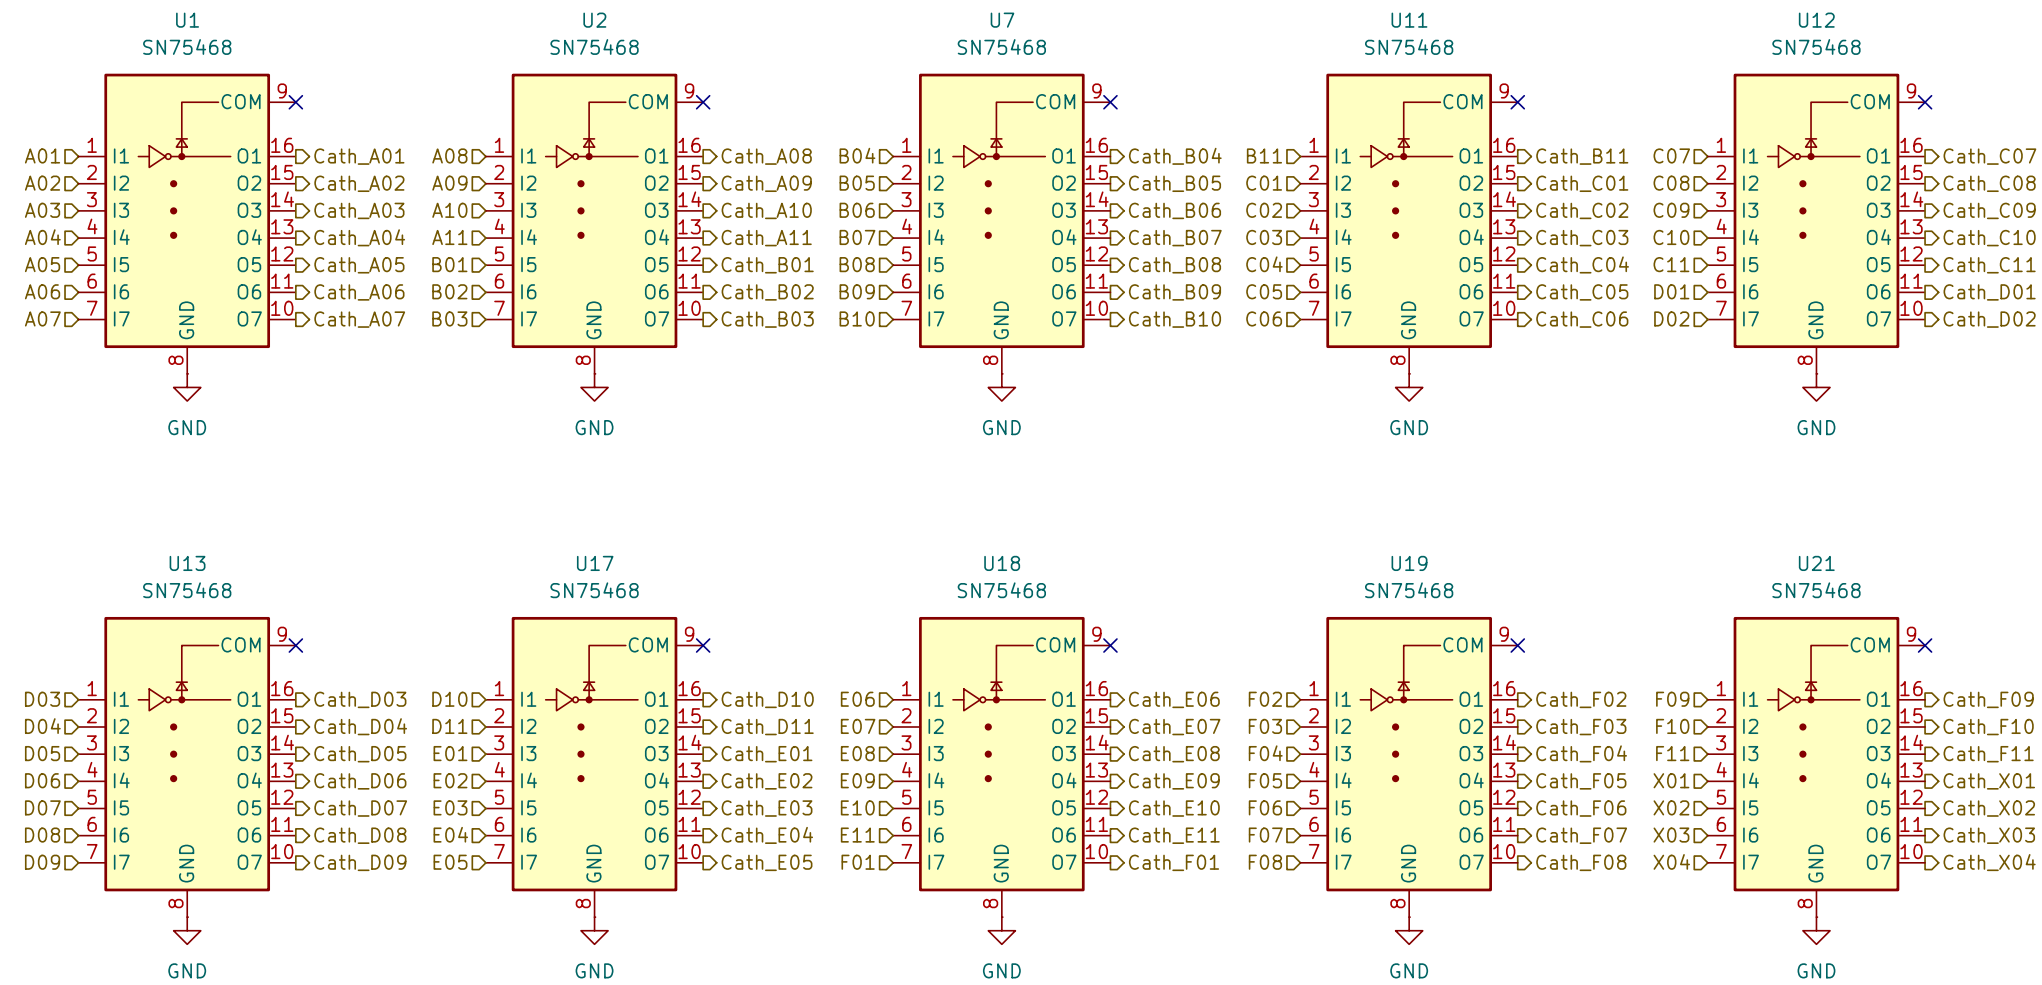 U1 U2 U7 U11 U12
SN75468 SN75468 SN75468 SN75468 SN75468
COM 9 COM 9 COM 9 COM 9 COM 9
A01 1 I1 O1 16 Cath_A01 A08 1 I1 O1 16 Cath_A08 B04 1 I1 O1 16 Cath_B04 B11 1 I1 O1 16 Cath_B11 C07 1 I1 O1 16 Cath_C07
A02 2 I2 O2 15 Cath_A02 A09 2 I2 O2 15 Cath_A09 B05 2 I2 O2 15 Cath_B05 C01 2 I2 O2 15 Cath_C01 C08 2 I2 O2 15 Cath_C08
A03 3 I3 O3 14 Cath_A03 A10 3 I3 O3 14 Cath_A10 B06 3 I3 O3 14 Cath_B06 C02 3 I3 O3 14 Cath_C02 C09 3 I3 O3 14 Cath_C09
A04 4 I4 O4 13 Cath_A04 A11 4 I4 O4 13 Cath_A11 B07 4 I4 O4 13 Cath_B07 C03 4 I4 O4 13 Cath_C03 C10 4 I4 O4 13 Cath_C10
A05 5 I5 O5 12 Cath_A05 B01 5 I5 O5 12 Cath_B01 B08 5 I5 O5 12 Cath_B08 C04 5 I5 O5 12 Cath_C04 C11 5 I5 O5 12 Cath_C11
A06 6 I6 O6 11 Cath_A06 B02 6 I6 O6 11 Cath_B02 B09 6 I6 O6 11 Cath_B09 C05 6 I6 O6 11 Cath_C05 D01 6 I6 O6 11 Cath_D01
A07 7 I7 GND O7 10 Cath_A07 B03 7 I7 GND O7 10 Cath_B03 B10 7 I7 GND O7 10 Cath_B10 C06 7 I7 GND O7 10 Cath_C06 D02 7 I7 GND O7 10 Cath_D02
8 8 8 8 8
GND GND GND GND GND
U13 U17 U18 U19 U21
SN75468 SN75468 SN75468 SN75468 SN75468
COM 9 COM 9 COM 9 COM 9 COM 9
D03 1 I1 O1 16 Cath_D03 D10 1 I1 O1 16 Cath_D10 E06 1 I1 O1 16 Cath_E06 F02 1 I1 O1 16 Cath_F02 F09 1 I1 O1 16 Cath_F09
D04 2 I2 O2 15 Cath_D04 D11 2 I2 O2 15 Cath_D11 E07 2 I2 O2 15 Cath_E07 F03 2 I2 O2 15 Cath_F03 F10 2 I2 O2 15 Cath_F10
D05 3 I3 O3 14 Cath_D05 E01 3 I3 O3 14 Cath_E01 E08 3 I3 O3 14 Cath_E08 F04 3 I3 O3 14 Cath_F04 F11 3 I3 O3 14 Cath_F11
D06 4 I4 O4 13 Cath_D06 E02 4 I4 O4 13 Cath_E02 E09 4 I4 O4 13 Cath_E09 F05 4 I4 O4 13 Cath_F05 X01 4 I4 O4 13 Cath_X01
D07 5 I5 O5 12 Cath_D07 E03 5 I5 O5 12 Cath_E03 E10 5 I5 O5 12 Cath_E10 F06 5 I5 O5 12 Cath_F06 X02 5 I5 O5 12 Cath_X02
D08 6 I6 O6 11 Cath_D08 E04 6 I6 O6 11 Cath_E04 E11 6 I6 O6 11 Cath_E11 F07 6 I6 O6 11 Cath_F07 X03 6 I6 O6 11 Cath_X03
D09 7 I7 GND O7 10 Cath_D09 E05 7 I7 GND O7 10 Cath_E05 F01 7 I7 GND O7 10 Cath_F01 F08 7 I7 GND O7 10 Cath_F08 X04 7 I7 GND O7 10 Cath_X04
8 8 8 8 8
GND GND GND GND GND